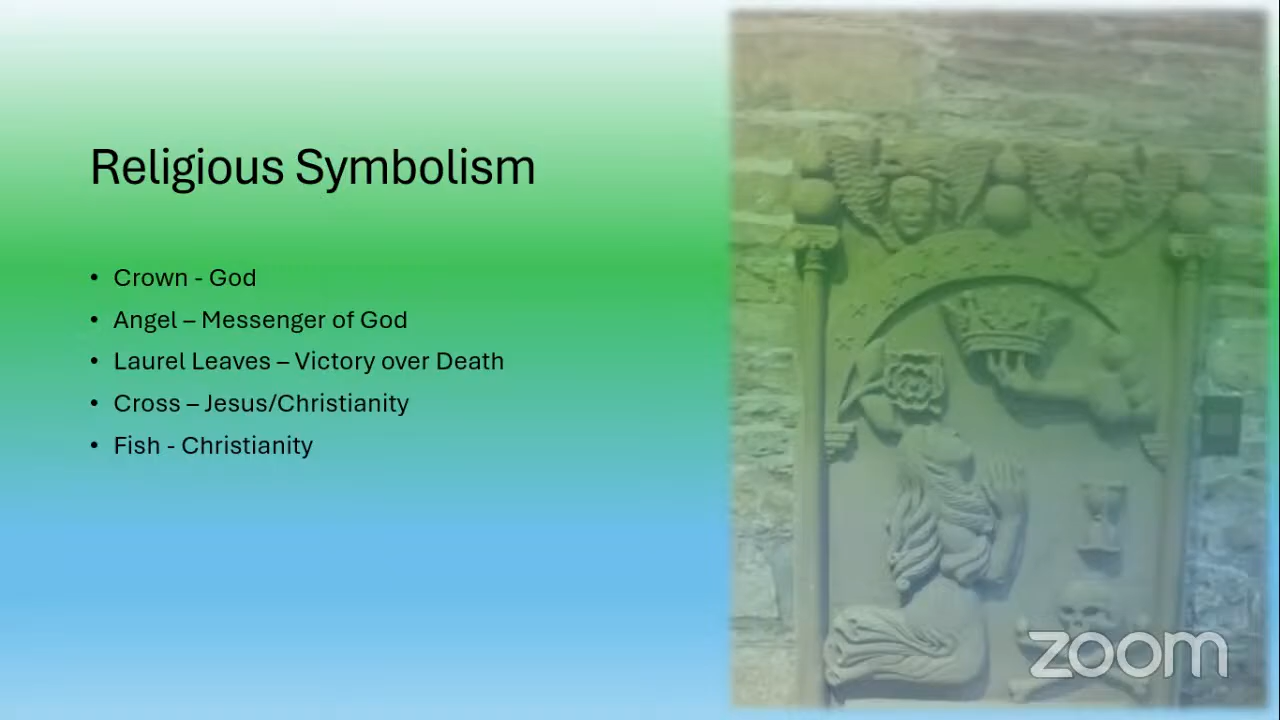 Religious Symbolism
• Crown - God
• Angel – Messenger of God
• Laurel Leaves – Victory over Death
• Cross – Jesus/Christianity
• Fish - Christianity
zoom